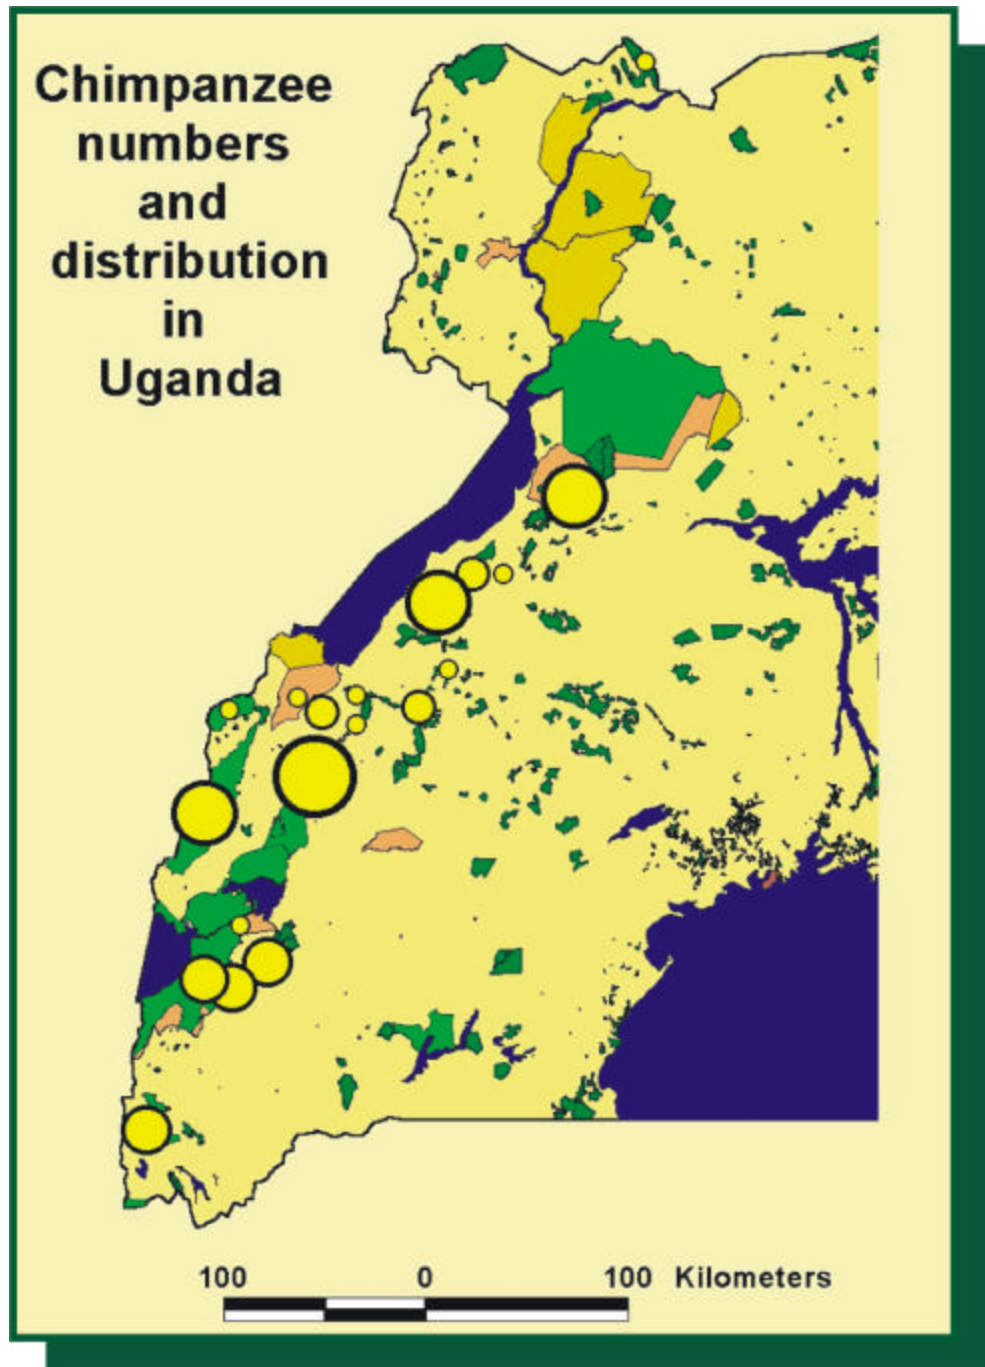 Chimpanzee
numbers
and
distribution
in
Uganda
100 0 100 Kilometers